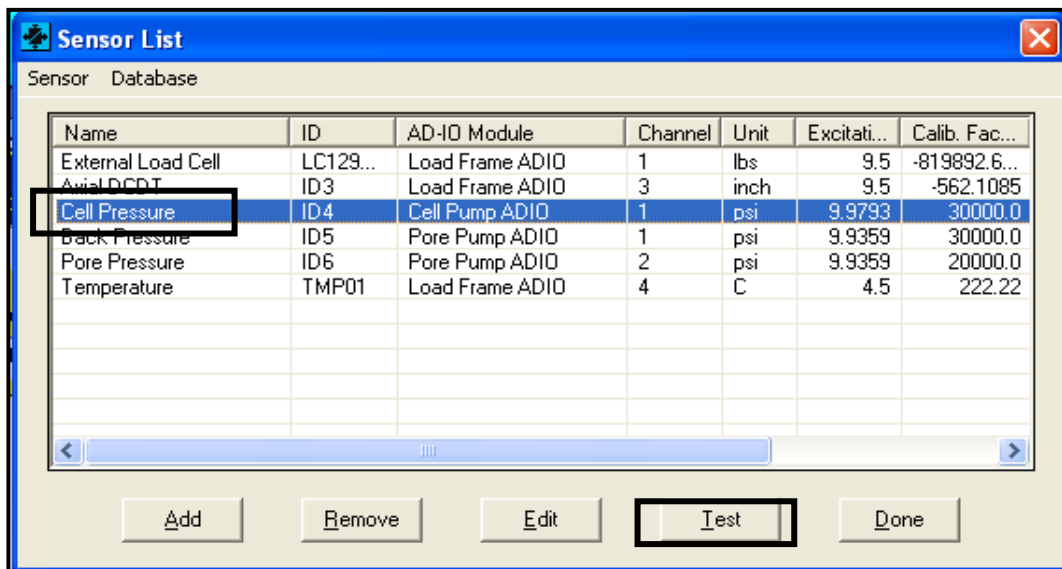 Sensor List
Sensor Database
Name ID AD-IO Module Channel Unit Excitati... Calib. Fac...
External Load Cell LC129... Load Frame ADIO 1 lbs 9.5 -819892.6...
Axial DCDT ID3 Load Frame ADIO 3 inch 9.5 -562.1085
Cell Pressure ID4 Cell Pump ADIO 1 psi 9.9793 30000.0
Back Pressure ID5 Pore Pump ADIO 1 psi 9.9359 30000.0
Pore Pressure ID6 Pore Pump ADIO 2 psi 9.9359 20000.0
Temperature TMP01 Load Frame ADIO 4 C 4.5 222.22
Add Remove Edit Test Done